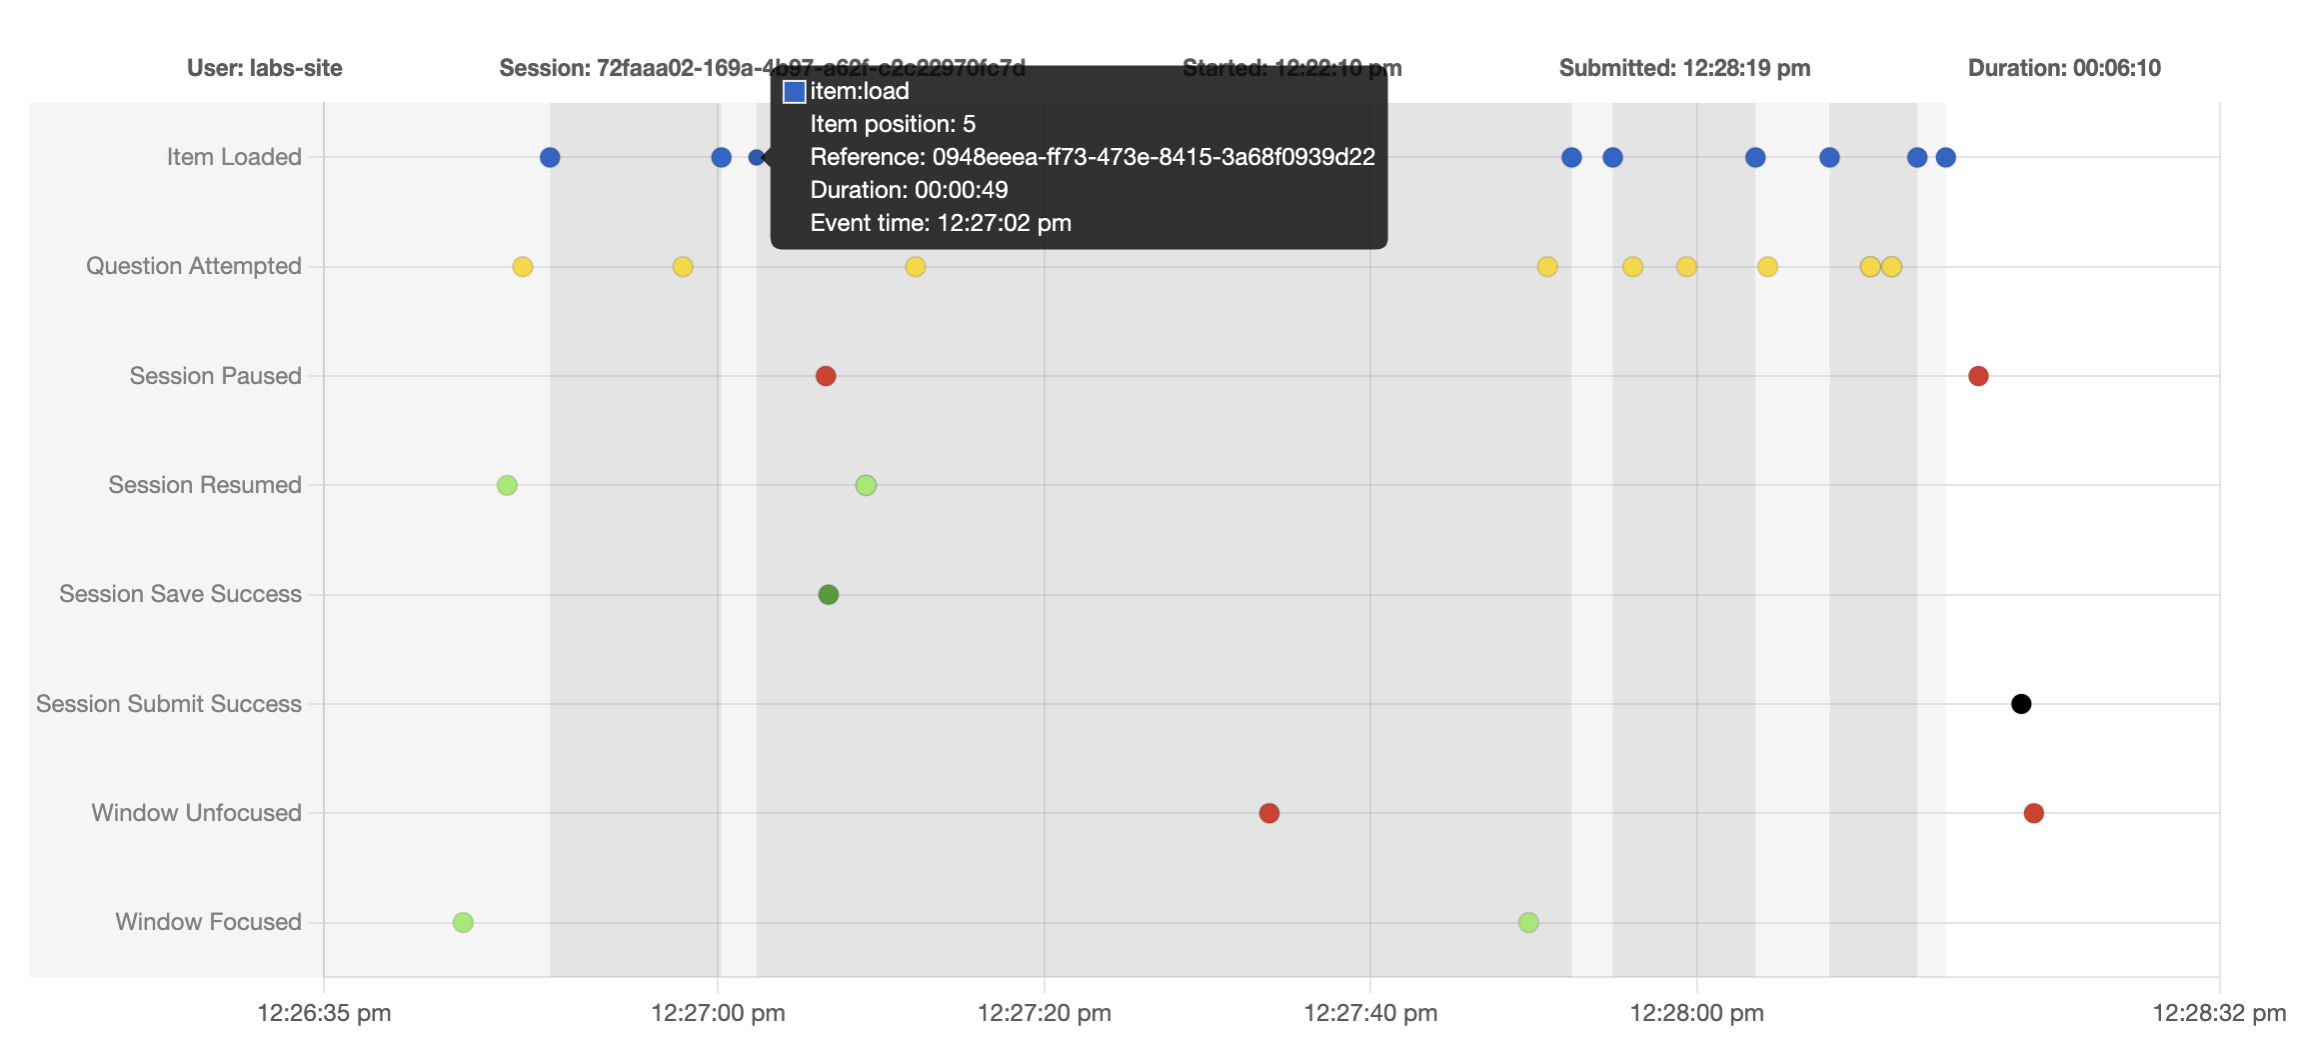 User: labs-site Session: 72faaa02-169a-4b97-a62f-c2c22970fc7d Started: 12:22:10 pm Submitted: 12:28:19 pm Duration: 00:06:10
item:load
Item position: 5
Reference: 0948eeea-ff73-473e-8415-3a68f0939d22
Duration: 00:00:49
Event time: 12:27:02 pm
Item Loaded
Question Attempted
Session Paused
Session Resumed
Session Save Success
Session Submit Success
Window Unfocused
Window Focused
12:26:35 pm 12:27:00 pm 12:27:20 pm 12:27:40 pm 12:28:00 pm 12:28:32 pm